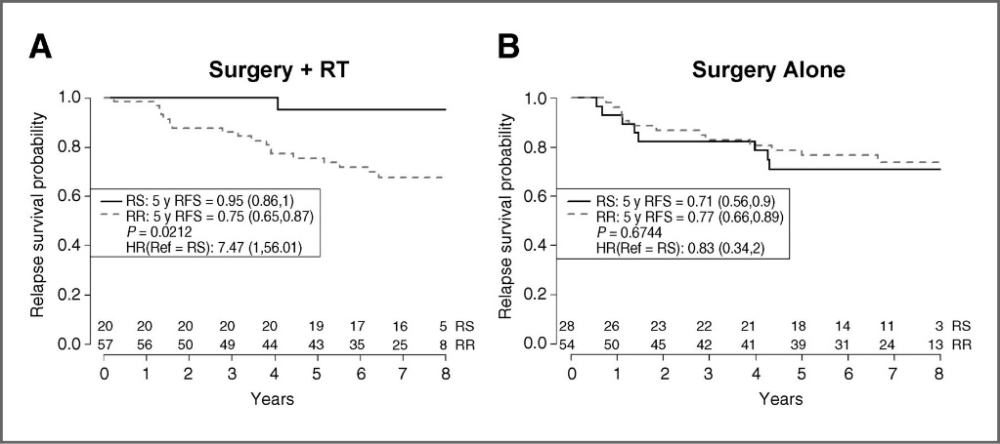 A
Surgery + RT
Relapse survival probability
1.0
0.8
0.6
0.4
0.2
0.0
RS: 5 y RFS = 0.95 (0.86,1)
RR: 5 y RFS = 0.75 (0.65,0.87)
P = 0.0212
HR(Ref = RS): 7.47 (1,56.01)
20 20 20 20 20 19 17 16 5 RS
57 56 50 49 44 43 35 25 8 RR
0 1 2 3 4 5 6 7 8
Years
B
Surgery Alone
Relapse survival probability
1.0
0.8
0.6
0.4
0.2
0.0
RS: 5 y RFS = 0.71 (0.56,0.9)
RR: 5 y RFS = 0.77 (0.66,0.89)
P = 0.6744
HR(Ref = RS): 0.83 (0.34,2)
28 26 23 22 21 18 14 11 3 RS
54 50 45 42 41 39 31 24 13 RR
0 1 2 3 4 5 6 7 8
Years